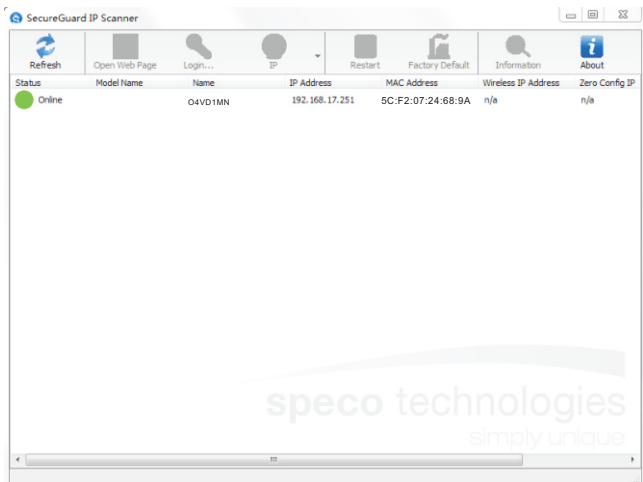 SecureGuard IP Scanner
Refresh Open Web Page Login... IP Restart Factory Default Information About
Status Model Name Name IP Address MAC Address Wireless IP Address Zero Config IP
Online O4VD1MN 192.168.17.251 5C:F2:07:24:68:9A n/a n/a
speco technologies
simply unique